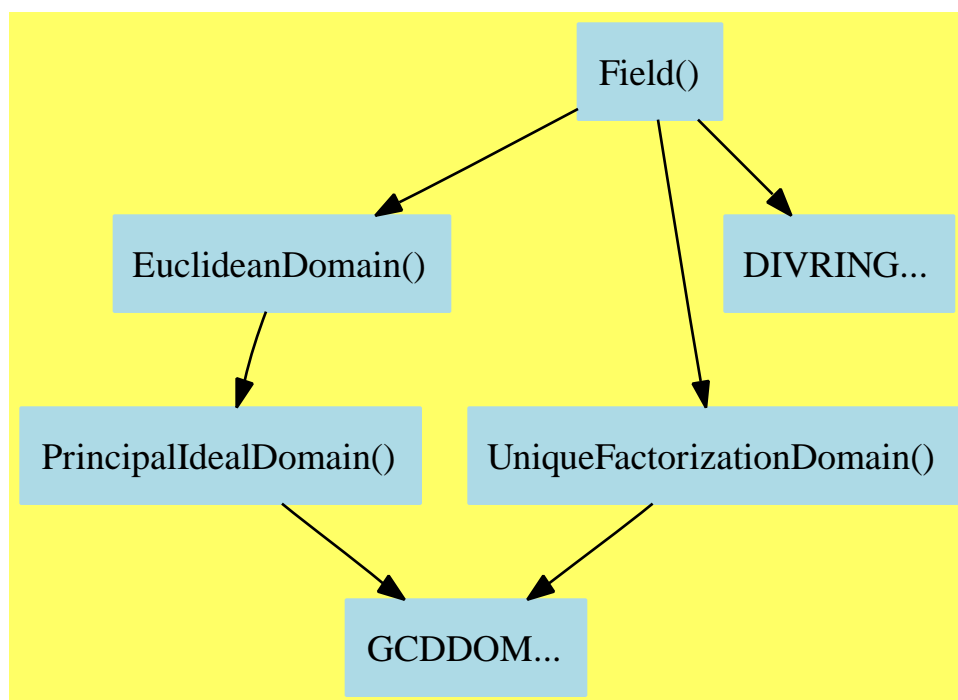 Field()
EuclideanDomain()
DIVRING...
PrincipalIdealDomain()
UniqueFactorizationDomain()
GCDDOM...